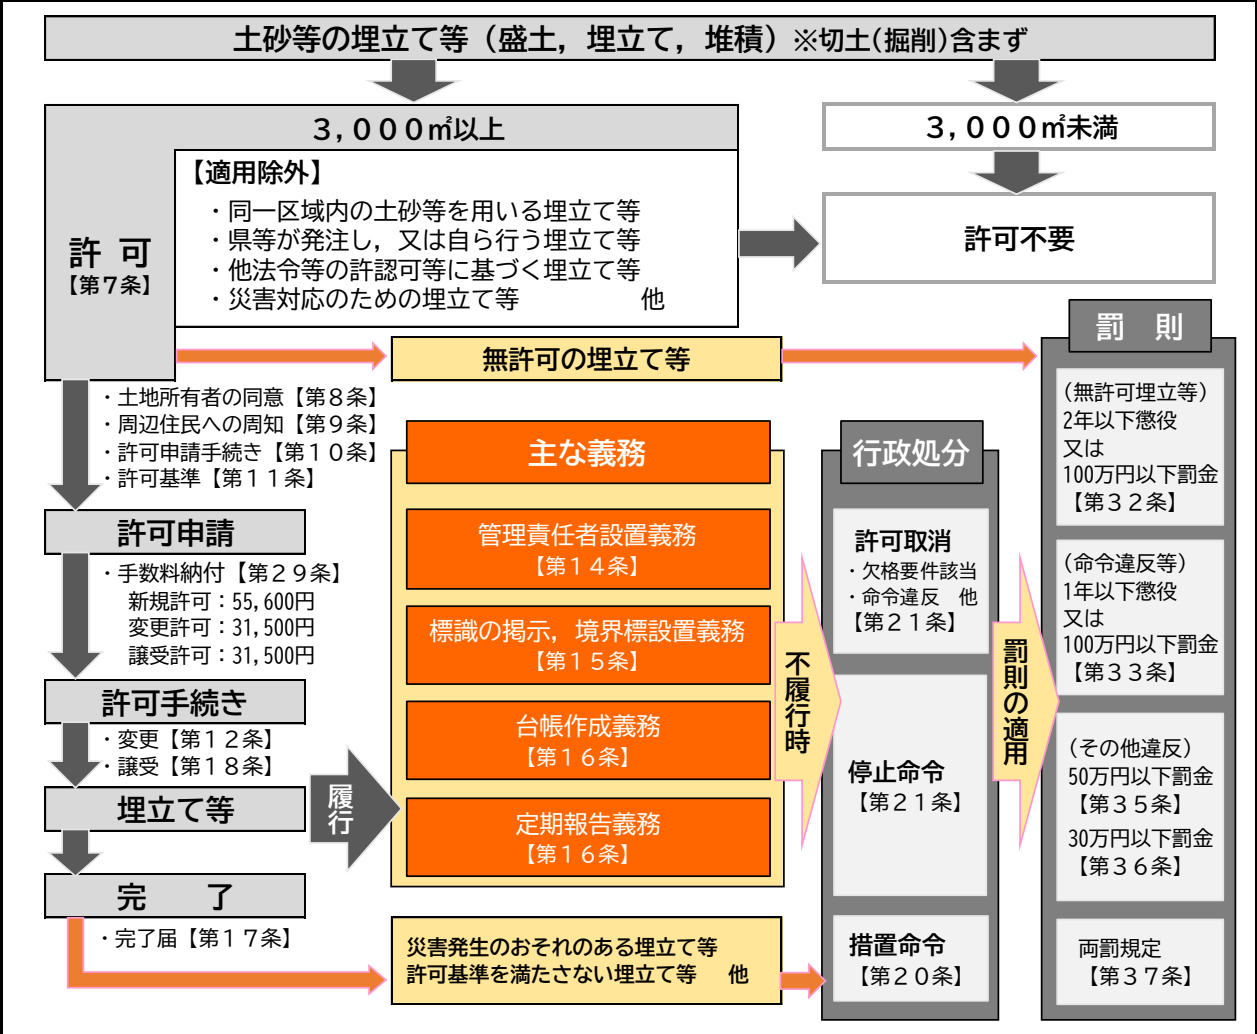 土砂等の埋立て等（盛土，埋立て，堆積）※切土(掘削)含まず
３,０００㎡以上
３,０００㎡未満
【適用除外】
・同一区域内の土砂等を用いる埋立て等
・県等が発注し，又は自ら行う埋立て等
・他法令等の許認可等に基づく埋立て等
・災害対応のための埋立て等　　　　　他
許 可
【第７条】
許可不要
無許可の埋立て等
・土地所有者の同意【第８条】
・周辺住民への周知【第９条】
・許可申請手続き【第１０条】
・許可基準【第１１条】
許可申請
・手数料納付【第２９条】
新規許可：55,600円
変更許可：31,500円
譲受許可：31,500円
許可手続き
・変更【第１２条】
・譲受【第１８条】
埋立て等
完　　了
・完了届【第１７条】
履行
主な義務
管理責任者設置義務
【第１４条】
標識の掲示，境界標設置義務
【第１５条】
台帳作成義務
【第１６条】
定期報告義務
【第１６条】
災害発生のおそれのある埋立て等
許可基準を満たさない埋立て等　他
不履行時
行政処分
許可取消
・欠格要件該当
・命令違反　他
【第２１条】
停止命令
【第２１条】
措置命令
【第２０条】
罰則の適用
罰　則
(無許可埋立等)
2年以下懲役
又は
100万円以下罰金
【第３２条】
(命令違反等)
1年以下懲役
又は
100万円以下罰金
【第３３条】
(その他違反)
50万円以下罰金
【第３５条】
30万円以下罰金
【第３６条】
両罰規定
【第３７条】